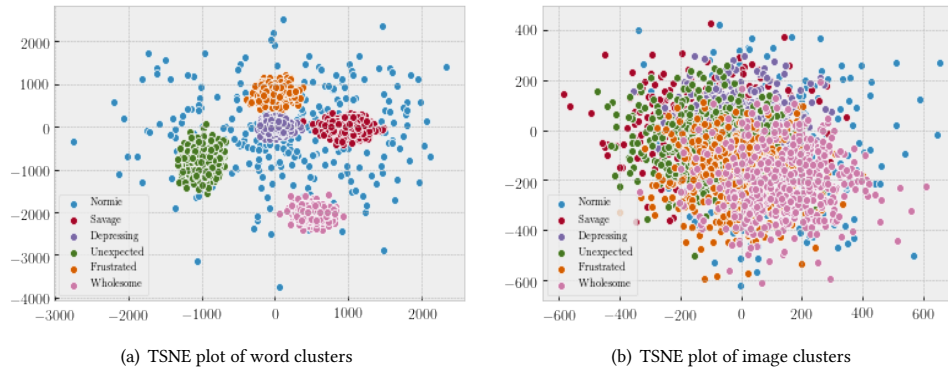 2000
1000
0
−1000
−2000
−3000
−4000
Normie
Savage
Depressing
Unexpected
Frustrated
Wholesome
−3000 −2000 −1000 0 1000 2000
(a) TSNE plot of word clusters
400
200
0
−200
−400
−600
Normie
Savage
Depressing
Unexpected
Frustrated
Wholesome
−600 −400 −200 0 200 400 600
(b) TSNE plot of image clusters